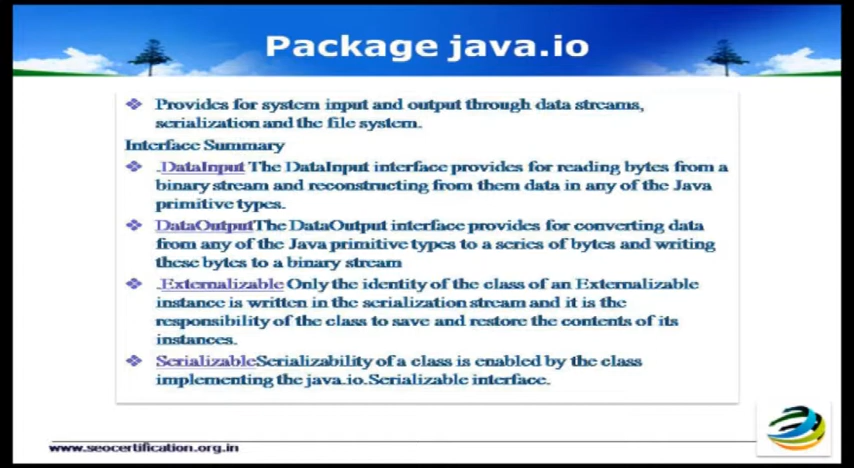 Package java.io
Provides for system input and output through data streams,
serialization and the file system.
Interface Summary
DataInput The DataInput interface provides for reading bytes from a
binary stream and reconstructing from them data in any of the Java
primitive types.
DataOutputThe DataOutput interface provides for converting data
from any of the Java primitive types to a series of bytes and writing
these bytes to a binary stream
Externalizable Only the identity of the class of an Externalizable
instance is written in the serialization stream and it is the
responsibility of the class to save and restore the contents of its
instances.
SerializableSerializability of a class is enabled by the class
implementing the java.io.Serializable interface.
www.seocertification.org.in